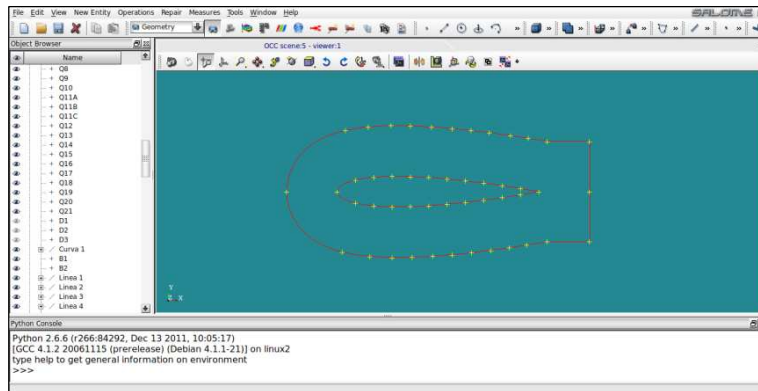 File Edit View New Entity Operations Repair Measures Tools Window Help
SALOME
Geometry
Object Browser
OCC scene:5 - viewer:1
Name
Q8
Q9
Q10
Q11A
Q11B
Q11C
Q12
Q13
Q14
Q15
Q16
Q17
Q18
Q19
Q20
Q21
D1
D2
D3
Curva 1
B1
B2
Linea 1
Linea 2
Linea 3
Linea 4
Y
Z X
Python Console
Python 2.6.6 (r266:84292, Dec 13 2011, 10:05:17)
[GCC 4.1.2 20061115 (prerelease) (Debian 4.1.1-21)] on linux2
type help to get general information on environment
>>>